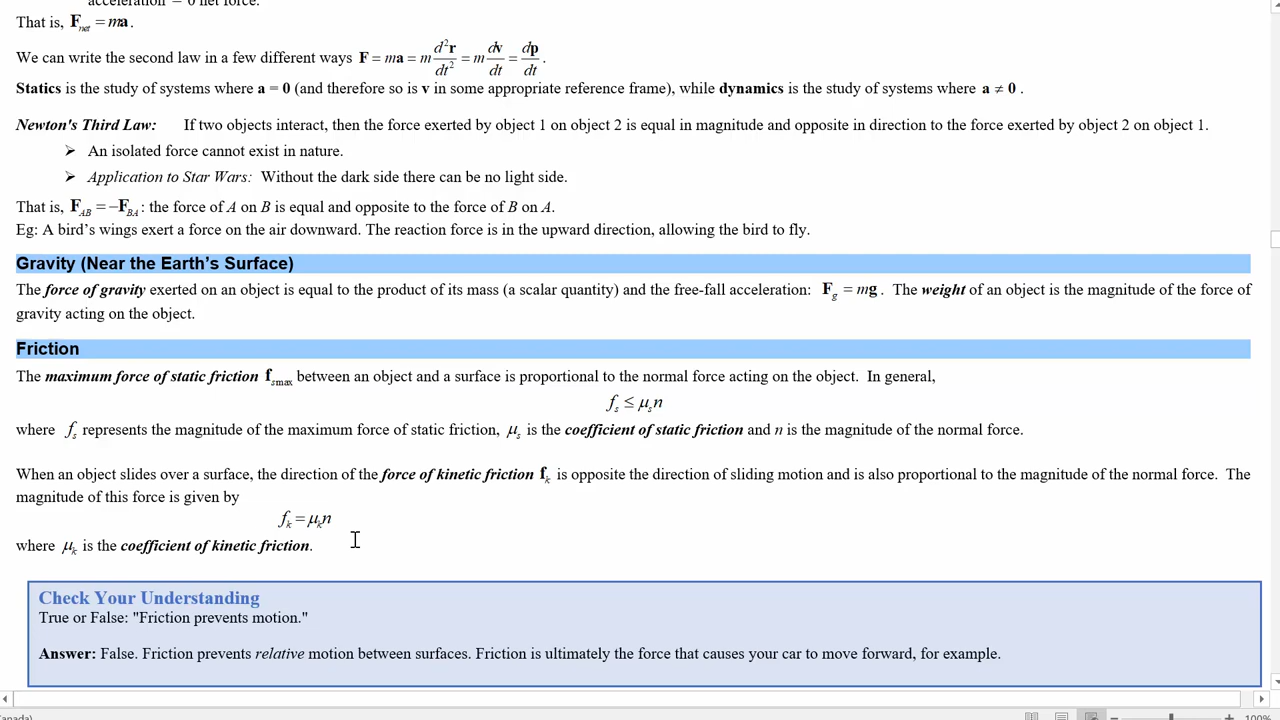 acceleration = 0 net force.
That is, F_net = ma.
We can write the second law in a few different ways F = ma = m d²r/dt² = m dv/dt = dp/dt.
Statics is the study of systems where a = 0 (and therefore so is v in some appropriate reference frame), while dynamics is the study of systems where a ≠ 0 .
Newton's Third Law: If two objects interact, then the force exerted by object 1 on object 2 is equal in magnitude and opposite in direction to the force exerted by object 2 on object 1.
➢ An isolated force cannot exist in nature.
➢ Application to Star Wars: Without the dark side there can be no light side.
That is, F_AB = −F_BA : the force of A on B is equal and opposite to the force of B on A.
Eg: A bird’s wings exert a force on the air downward. The reaction force is in the upward direction, allowing the bird to fly.
Gravity (Near the Earth’s Surface)
The force of gravity exerted on an object is equal to the product of its mass (a scalar quantity) and the free-fall acceleration: F_g = mg . The weight of an object is the magnitude of the force of
gravity acting on the object.
Friction
The maximum force of static friction f_smax between an object and a surface is proportional to the normal force acting on the object. In general,
f_s ≤ μ_s n
where f_s represents the magnitude of the maximum force of static friction, μ_s is the coefficient of static friction and n is the magnitude of the normal force.
When an object slides over a surface, the direction of the force of kinetic friction f_k is opposite the direction of sliding motion and is also proportional to the magnitude of the normal force. The
magnitude of this force is given by
f_k = μ_k n
where μ_k is the coefficient of kinetic friction.
Check Your Understanding
True or False: "Friction prevents motion."
Answer: False. Friction prevents relative motion between surfaces. Friction is ultimately the force that causes your car to move forward, for example.
100%